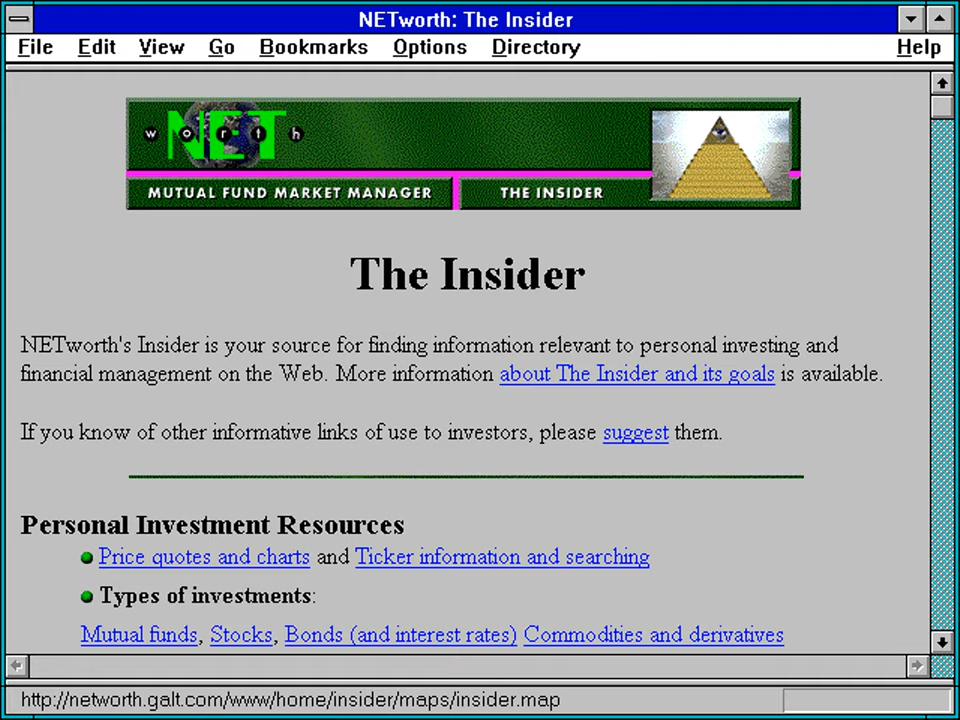 NETworth: The Insider
File Edit View Go Bookmarks Options Directory Help
NET
worth
MUTUAL FUND MARKET MANAGER THE INSIDER
The Insider
NETworth's Insider is your source for finding information relevant to personal investing and
financial management on the Web. More information about The Insider and its goals is available.
If you know of other informative links of use to investors, please suggest them.
Personal Investment Resources
Price quotes and charts and Ticker information and searching
Types of investments:
Mutual funds, Stocks, Bonds (and interest rates) Commodities and derivatives
http://networth.galt.com/www/home/insider/maps/insider.map